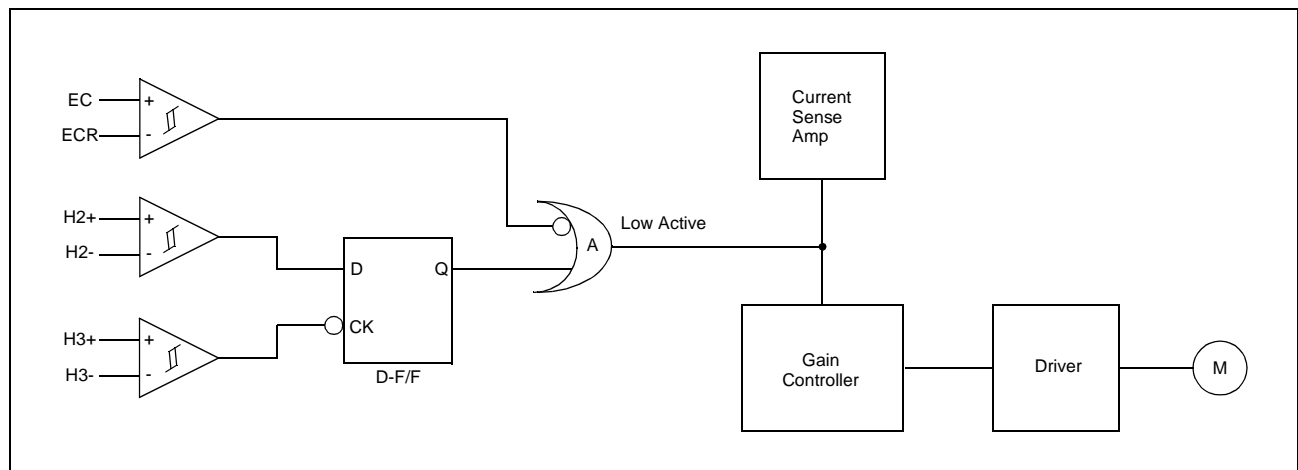 EC
+
ECR
-
H2+
+
H2-
-
H3+
+
H3-
-
D
Q
CK
D-F/F
A
Low Active
Current
Sense
Amp
Gain
Controller
Driver
M